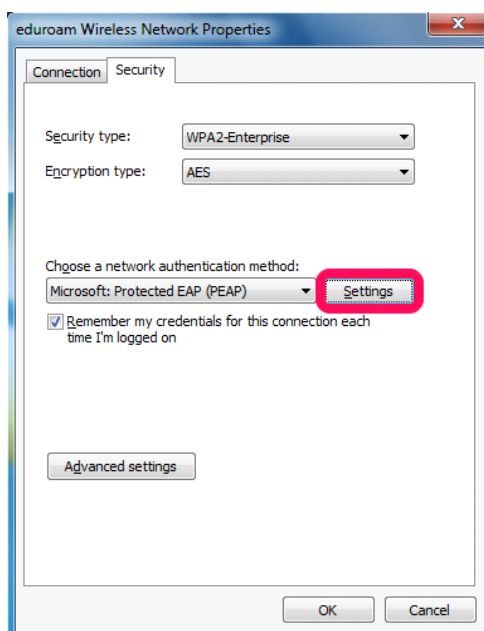 eduroam Wireless Network Properties
Connection Security
Security type: WPA2-Enterprise
Encryption type: AES
Choose a network authentication method:
Microsoft: Protected EAP (PEAP) Settings
Remember my credentials for this connection each
time I'm logged on
Advanced settings
OK Cancel